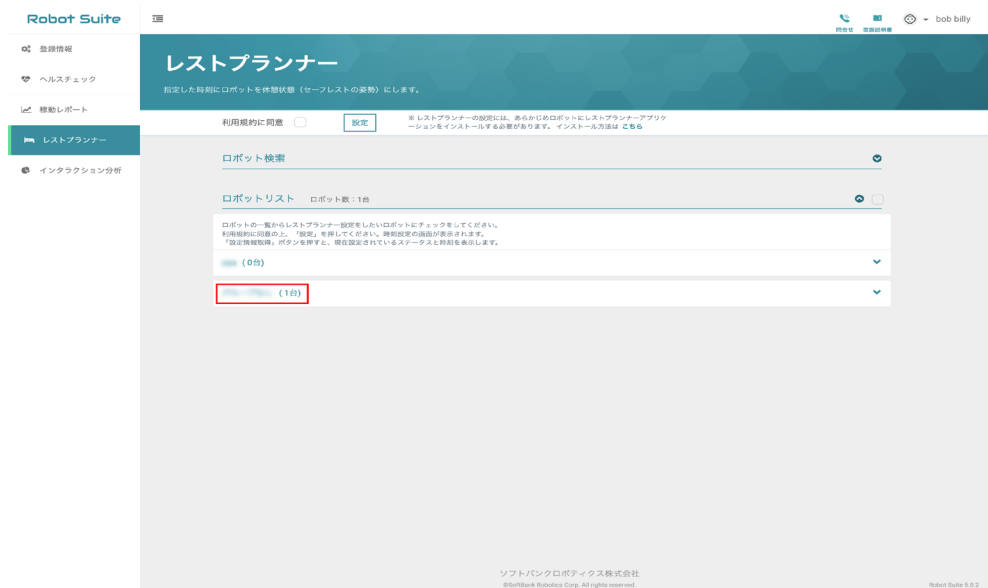 Robot Suite
問合せ
取扱説明書
bob billy
登録情報
ヘルスチェック
稼動レポート
レストプランナー
インタラクション分析
レストプランナー
指定した時刻にロボットを休憩状態（セーフレストの姿勢）にします。
利用規約に同意
設定
※ レストプランナーの設定には、あらかじめロボットにレストプランナーアプリケ
ーションをインストールする必要があります。 インストール方法は こちら
ロボット検索
ロボットリスト ロボット数：1台
ロボットの一覧からレストプランナー設定をしたいロボットにチェックをしてください。
利用規約に同意の上、「設定」を押してください。時刻設定の画面が表示されます。
「設定情報取得」ボタンを押すと、現在設定されているステータスと時刻を表示します。
(0台)
(1台)
ソフトバンクロボティクス株式会社
©SoftBank Robotics Corp. All rights reserved.
Robot Suite 5.0.2